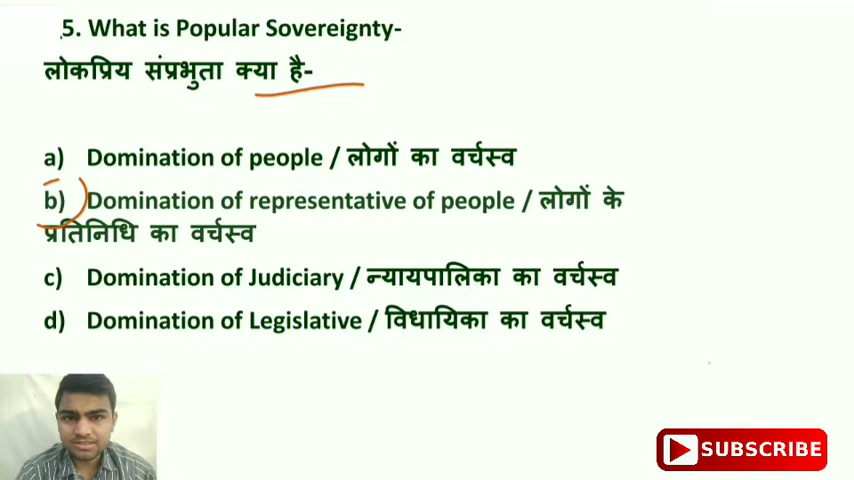 5. What is Popular Sovereignty-
लोकप्रिय संप्रभुता क्या है-
a) Domination of people / लोगों का वर्चस्व
b) Domination of representative of people / लोगों के
प्रतिनिधि का वर्चस्व
c) Domination of Judiciary / न्यायपालिका का वर्चस्व
d) Domination of Legislative / विधायिका का वर्चस्व
SUBSCRIBE